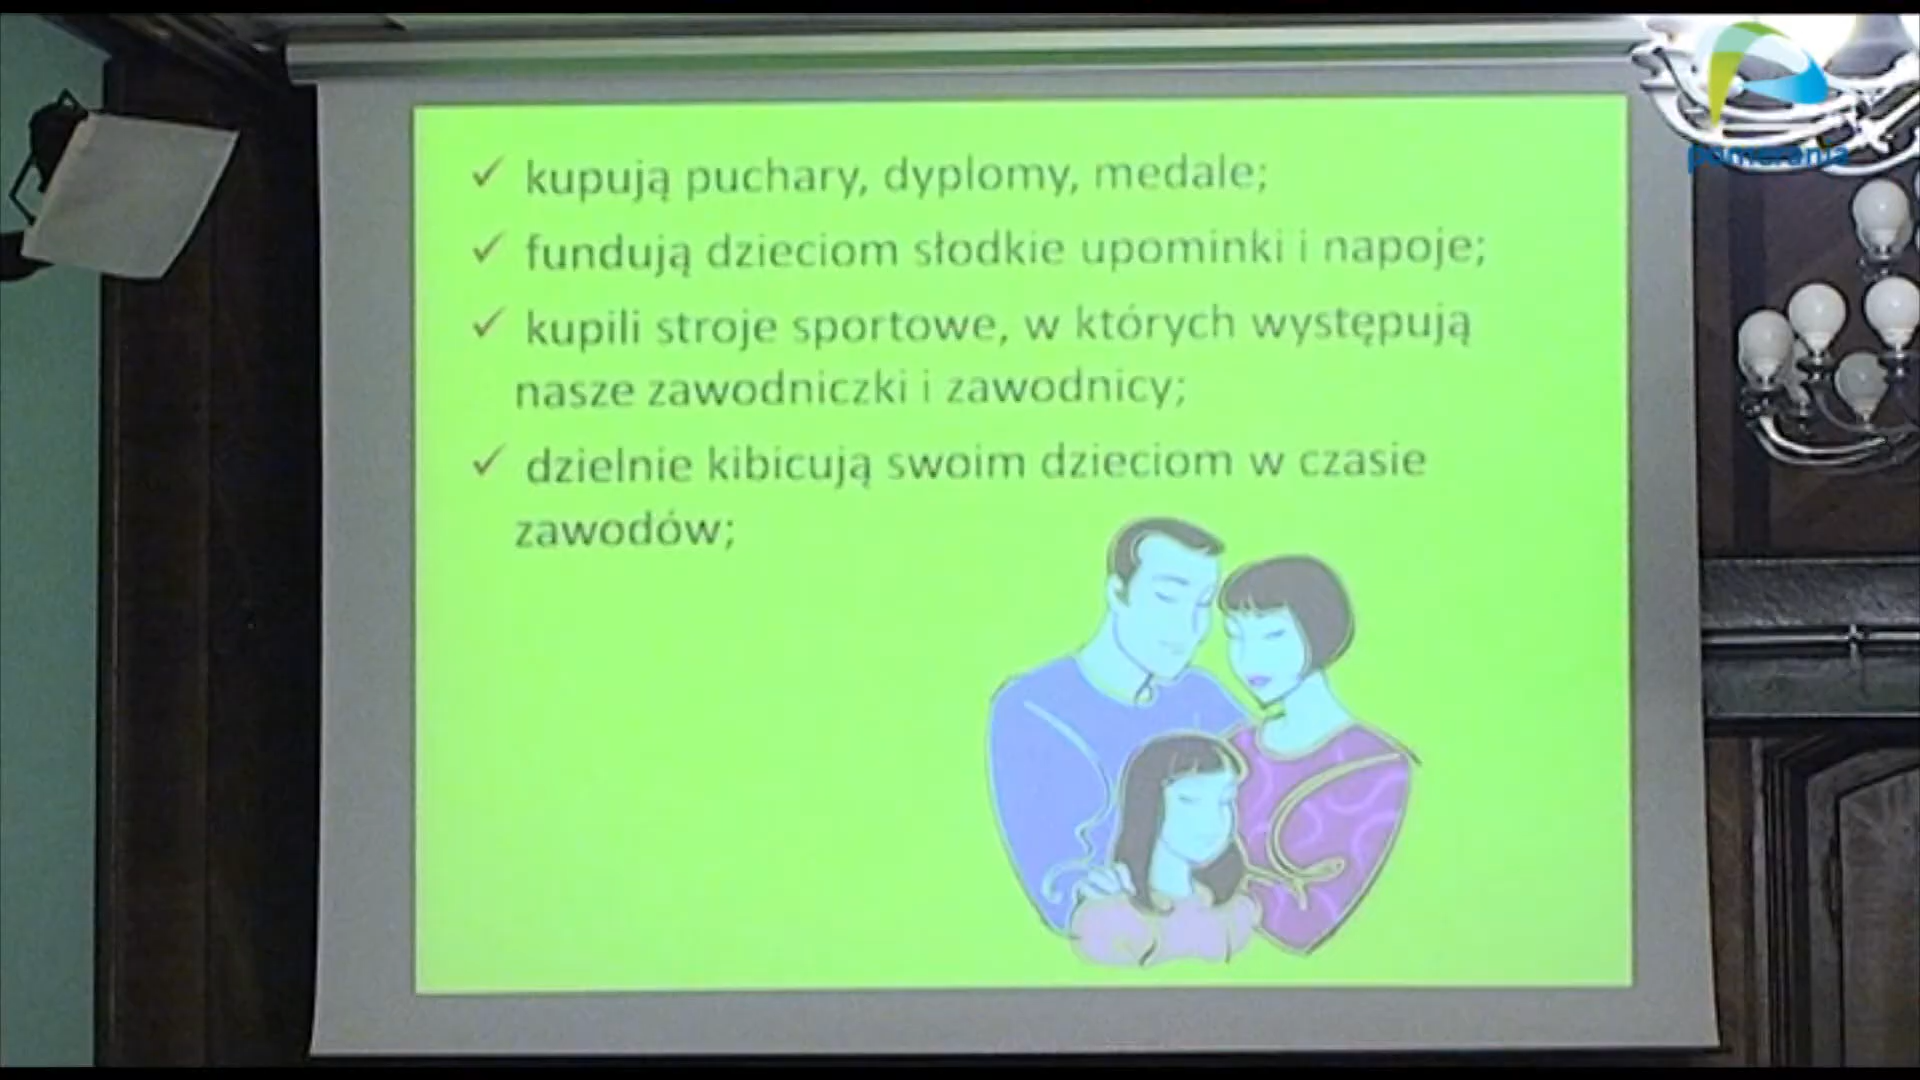 pomerania
✓ kupują puchary, dyplomy, medale;
✓ fundują dzieciom słodkie upominki i napoje;
✓ kupili stroje sportowe, w których występują
nasze zawodniczki i zawodnicy;
✓ dzielnie kibicują swoim dzieciom w czasie
zawodów;